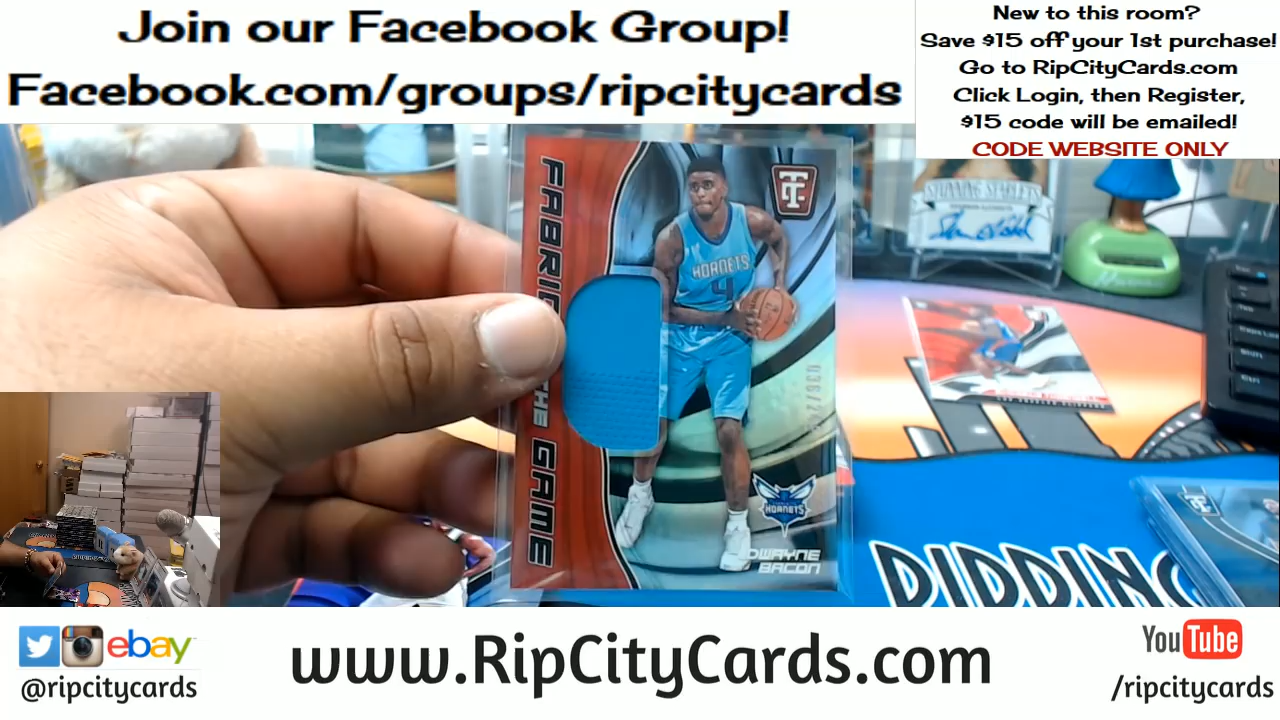 Join our Facebook Group!
Facebook.com/groups/ripcitycards
New to this room?
Save $15 off your 1st purchase!
Go to RipCityCards.com
Click Login, then Register,
$15 code will be emailed!
CODE WEBSITE ONLY
FABRIC
THE GAME
HORNETS
4
HORNETS
DWAYNE
BACON
ebay
@ripcitycards
www.RipCityCards.com
YouTube
/ripcitycards